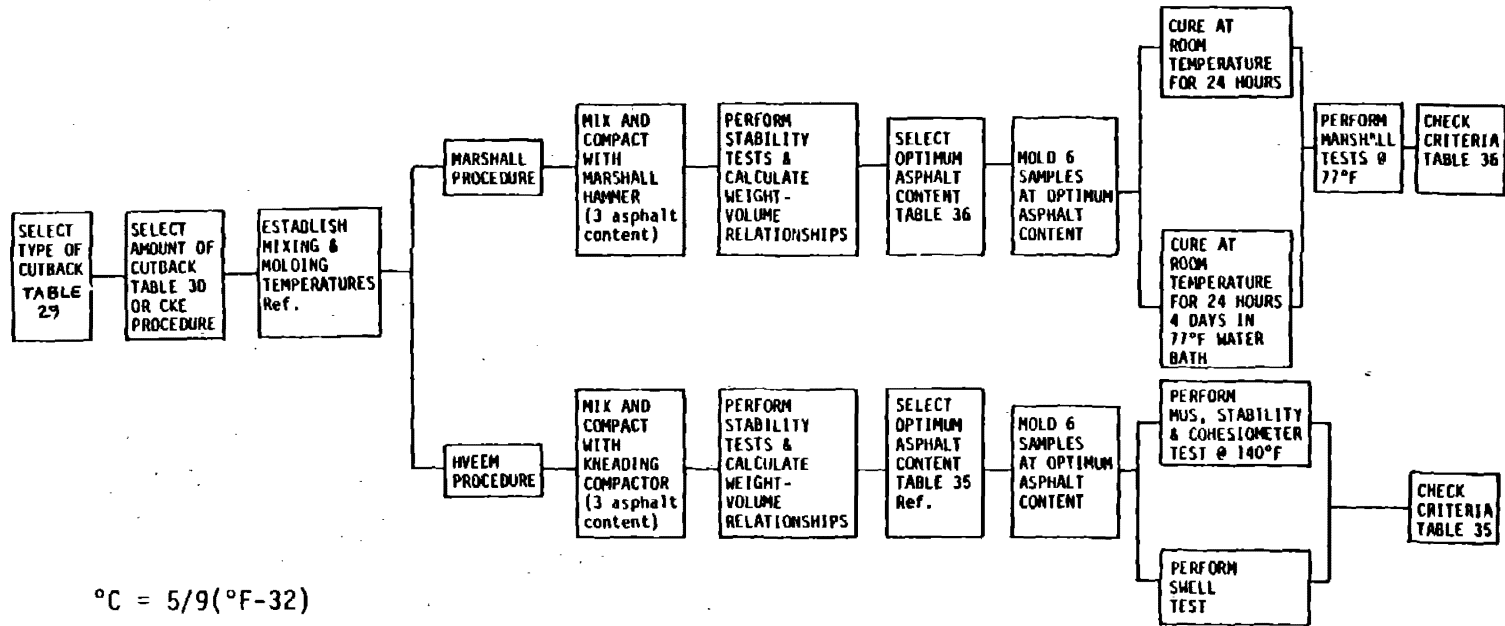 SELECT
TYPE OF
CUTBACK
TABLE
29
SELECT
AMOUNT OF
CUTBACK
TABLE 30
OR CKE
PROCEDURE
ESTABLISH
MIXING &
MOLDING
TEMPERATURES
Ref.
MARSHALL
PROCEDURE
MIX AND
COMPACT
WITH
MARSHALL
HAMMER
(3 asphalt
content)
PERFORM
STABILITY
TESTS &
CALCULATE
WEIGHT-
VOLUME
RELATIONSHIPS
SELECT
OPTIMUM
ASPHALT
CONTENT
TABLE 36
MOLD 6
SAMPLES
AT OPTIMUM
ASPHALT
CONTENT
CURE AT
ROOM
TEMPERATURE
FOR 24 HOURS
CURE AT
ROOM
TEMPERATURE
FOR 24 HOURS
4 DAYS IN
77°F WATER
BATH
PERFORM
MARSHALL
TESTS @
77°F
CHECK
CRITERIA
TABLE 36
HVEEM
PROCEDURE
MIX AND
COMPACT
WITH
KNEADING
COMPACTOR
(3 asphalt
content)
PERFORM
STABILITY
TESTS &
CALCULATE
WEIGHT-
VOLUME
RELATIONSHIPS
SELECT
OPTIMUM
ASPHALT
CONTENT
TABLE 35
Ref.
MOLD 6
SAMPLES
AT OPTIMUM
ASPHALT
CONTENT
PERFORM
MUS, STABILITY
& COHESIOMETER
TEST @ 140°F
PERFORM
SWELL
TEST
CHECK
CRITERIA
TABLE 35
°C = 5/9(°F-32)